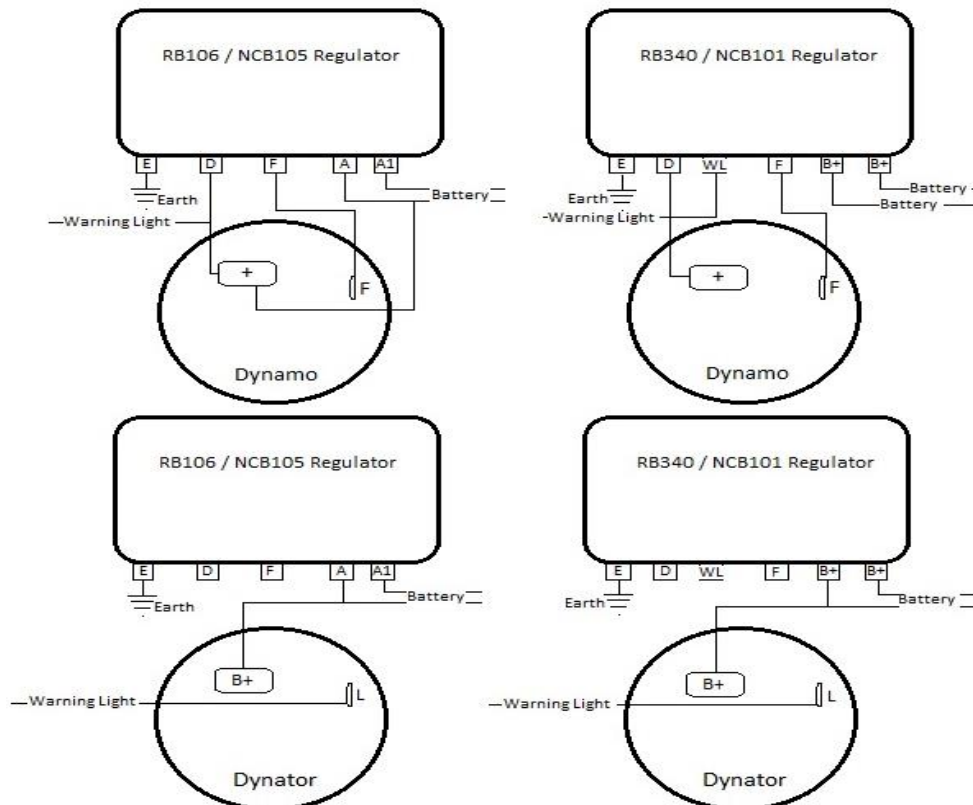 RB106 / NCB105 Regulator
E D F A A1
Earth
Battery
Warning Light
+
F
Dynamo
RB340 / NCB101 Regulator
E D WL F B+ B+
Earth
Battery
Battery
Warning Light
+
F
Dynamo
RB106 / NCB105 Regulator
E D F A A1
Earth
Battery
B+
L
Warning Light
Dynator
RB340 / NCB101 Regulator
E D WL F B+ B+
Earth
Battery
B+
L
Warning Light
Dynator